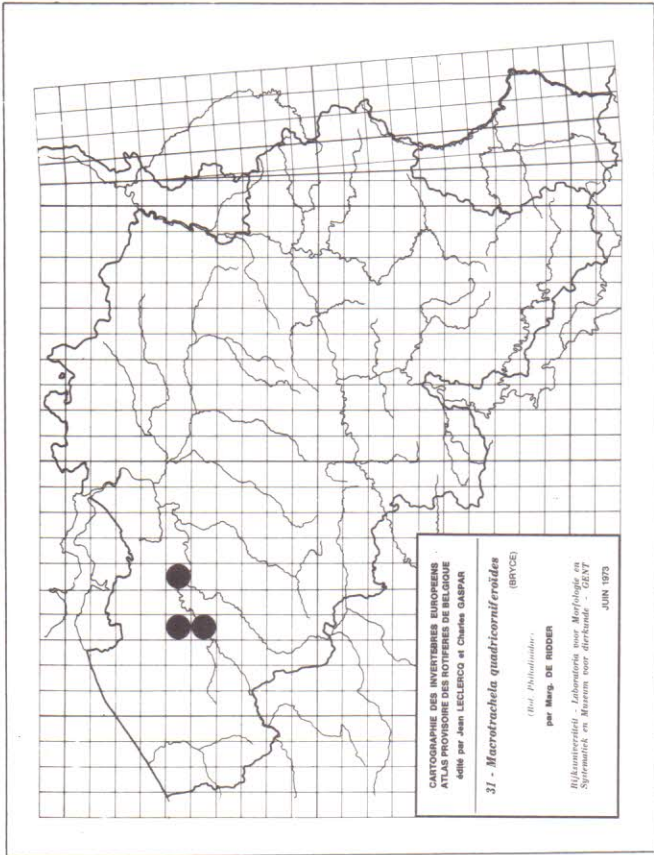 CARTOGRAPHIE DES INVERTEBRES EUROPEENS
ATLAS PROVISOIRE DES ROTIFERES DE BELGIQUE
édité par Jean LECLERCQ et Charles GASPAR
31 - Macrotrachela quadricorniferoïdes
(BRYCE)
(Rot. Philodinidae)
par Marg. DE RIDDER
Rijksuniversiteit - Laboratoria voor Morfologie en
Systematiek en Museum voor dierkunde - GENT
JUIN 1973